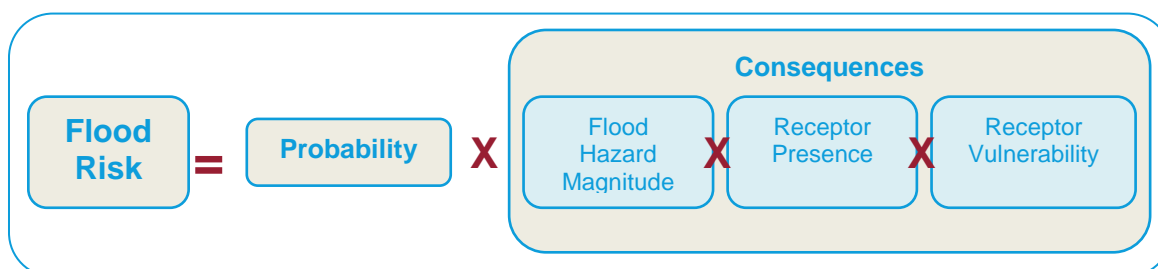 Consequences
Flood
Risk
=
Probability
X
Flood
Hazard
Magnitude
X
Receptor
Presence
X
Receptor
Vulnerability